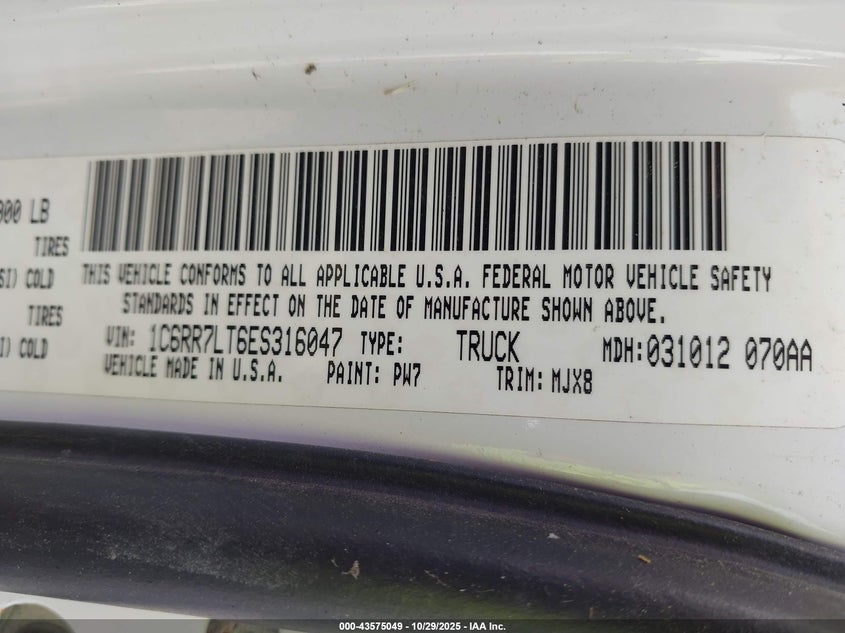 000 LB
TIRES
SI) COLD
TIRES
I) COLD
THIS VEHICLE CONFORMS TO ALL APPLICABLE U.S.A. FEDERAL MOTOR VEHICLE SAFETY
STANDARDS IN EFFECT ON THE DATE OF MANUFACTURE SHOWN ABOVE.
VIN: 1C6RR7LT6ES316047 TYPE: TRUCK MDH:031012 070AA
VEHICLE MADE IN U.S.A. PAINT: PW7 TRIM: MJX8
000-43575049 - 10/29/2025 - IAA Inc.